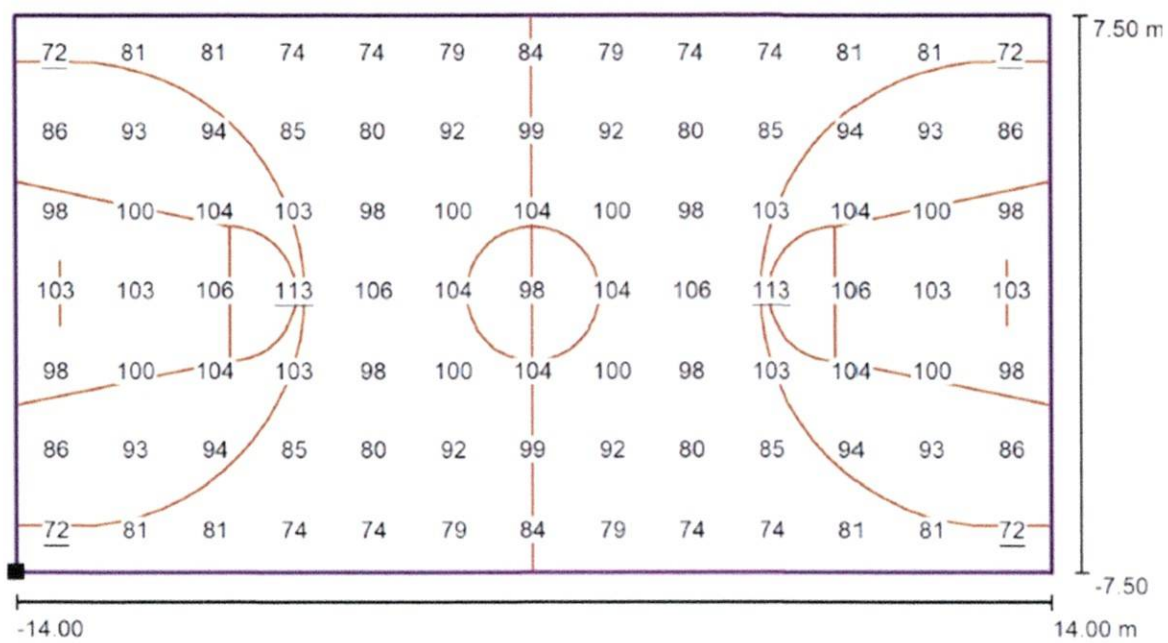 7.50 m
72 81 81 74 74 79 84 79 74 74 81 81 72
86 93 94 85 80 92 99 92 80 85 94 93 86
98 100 104 103 98 100 104 100 98 103 104 100 98
103 103 106 113 106 104 98 104 106 113 106 103 103
98 100 104 103 98 100 104 100 98 103 104 100 98
86 93 94 85 80 92 99 92 80 85 94 93 86
72 81 81 74 74 79 84 79 74 74 81 81 72
-7.50
-14.00 14.00 m